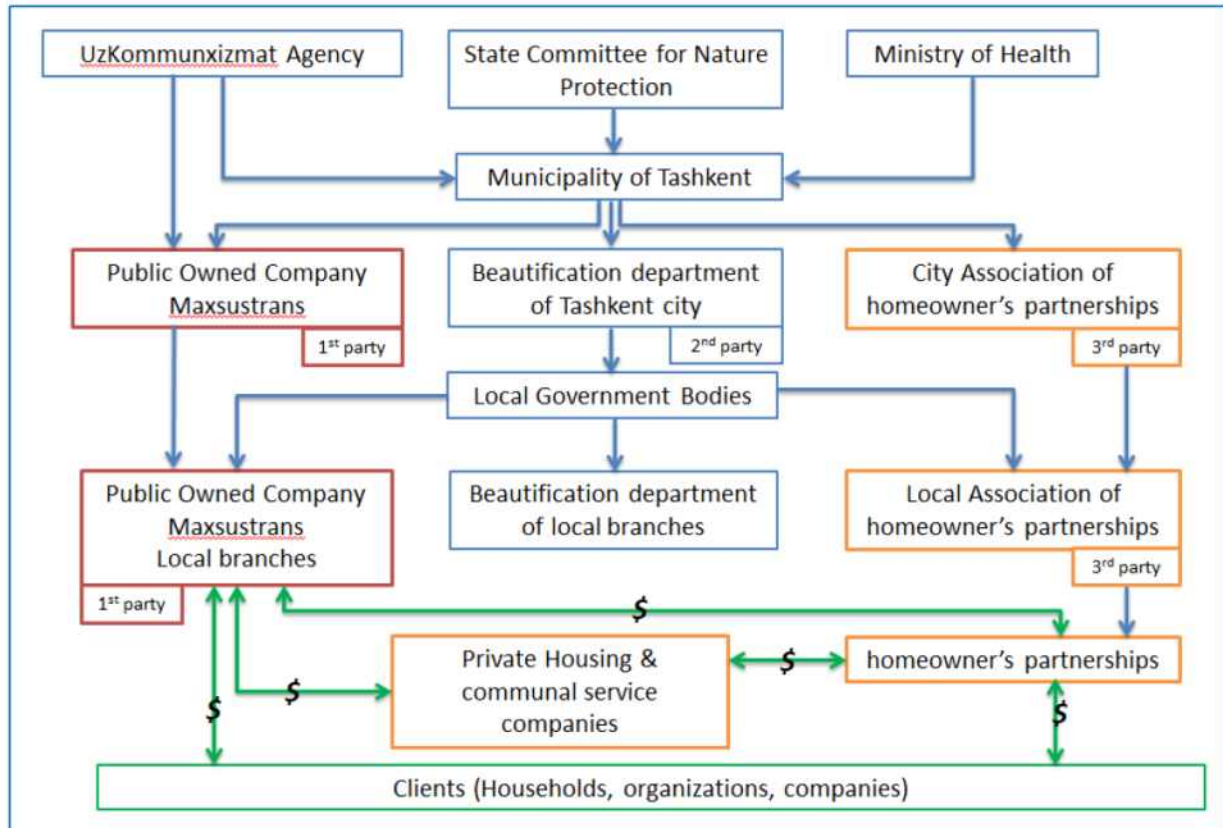 UzKommunxizmat Agency
State Committee for Nature
Protection
Ministry of Health
Municipality of Tashkent
Public Owned Company
Maxsustrans
1st party
Beautification department
of Tashkent city
2nd party
City Association of
homeowner's partnerships
3rd party
Local Government Bodies
Public Owned Company
Maxsustrans
Local branches
1st party
Beautification department
of local branches
Local Association of
homeowner's partnerships
3rd party
$
Private Housing &
communal service
companies
$
homeowner's partnerships
$
$
$
Clients (Households, organizations, companies)